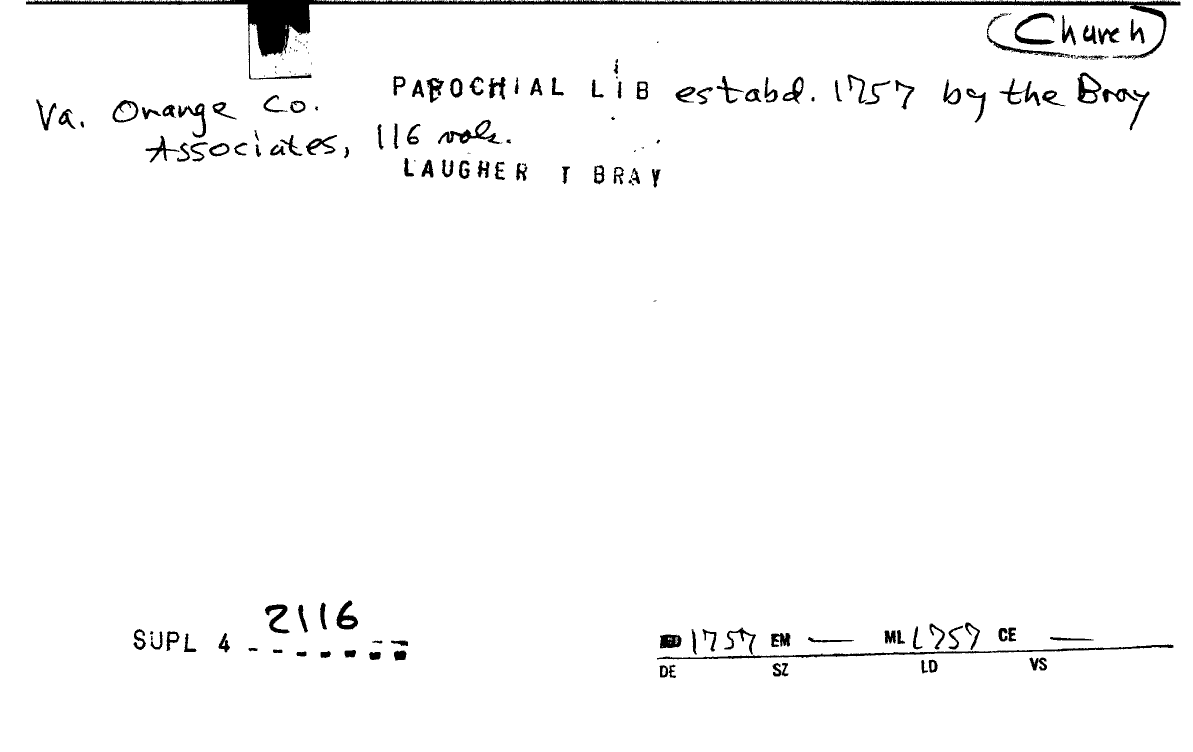 Church
Va. Orange Co. PAROCHIAL LIB estabd. 1757 by the Bray
Associates, 116 vols.
LAUGHER T BRAY
2116
SUPL 4 - - - - - - -
1757 EM — ML 1757 CE —
DE SZ LD VS